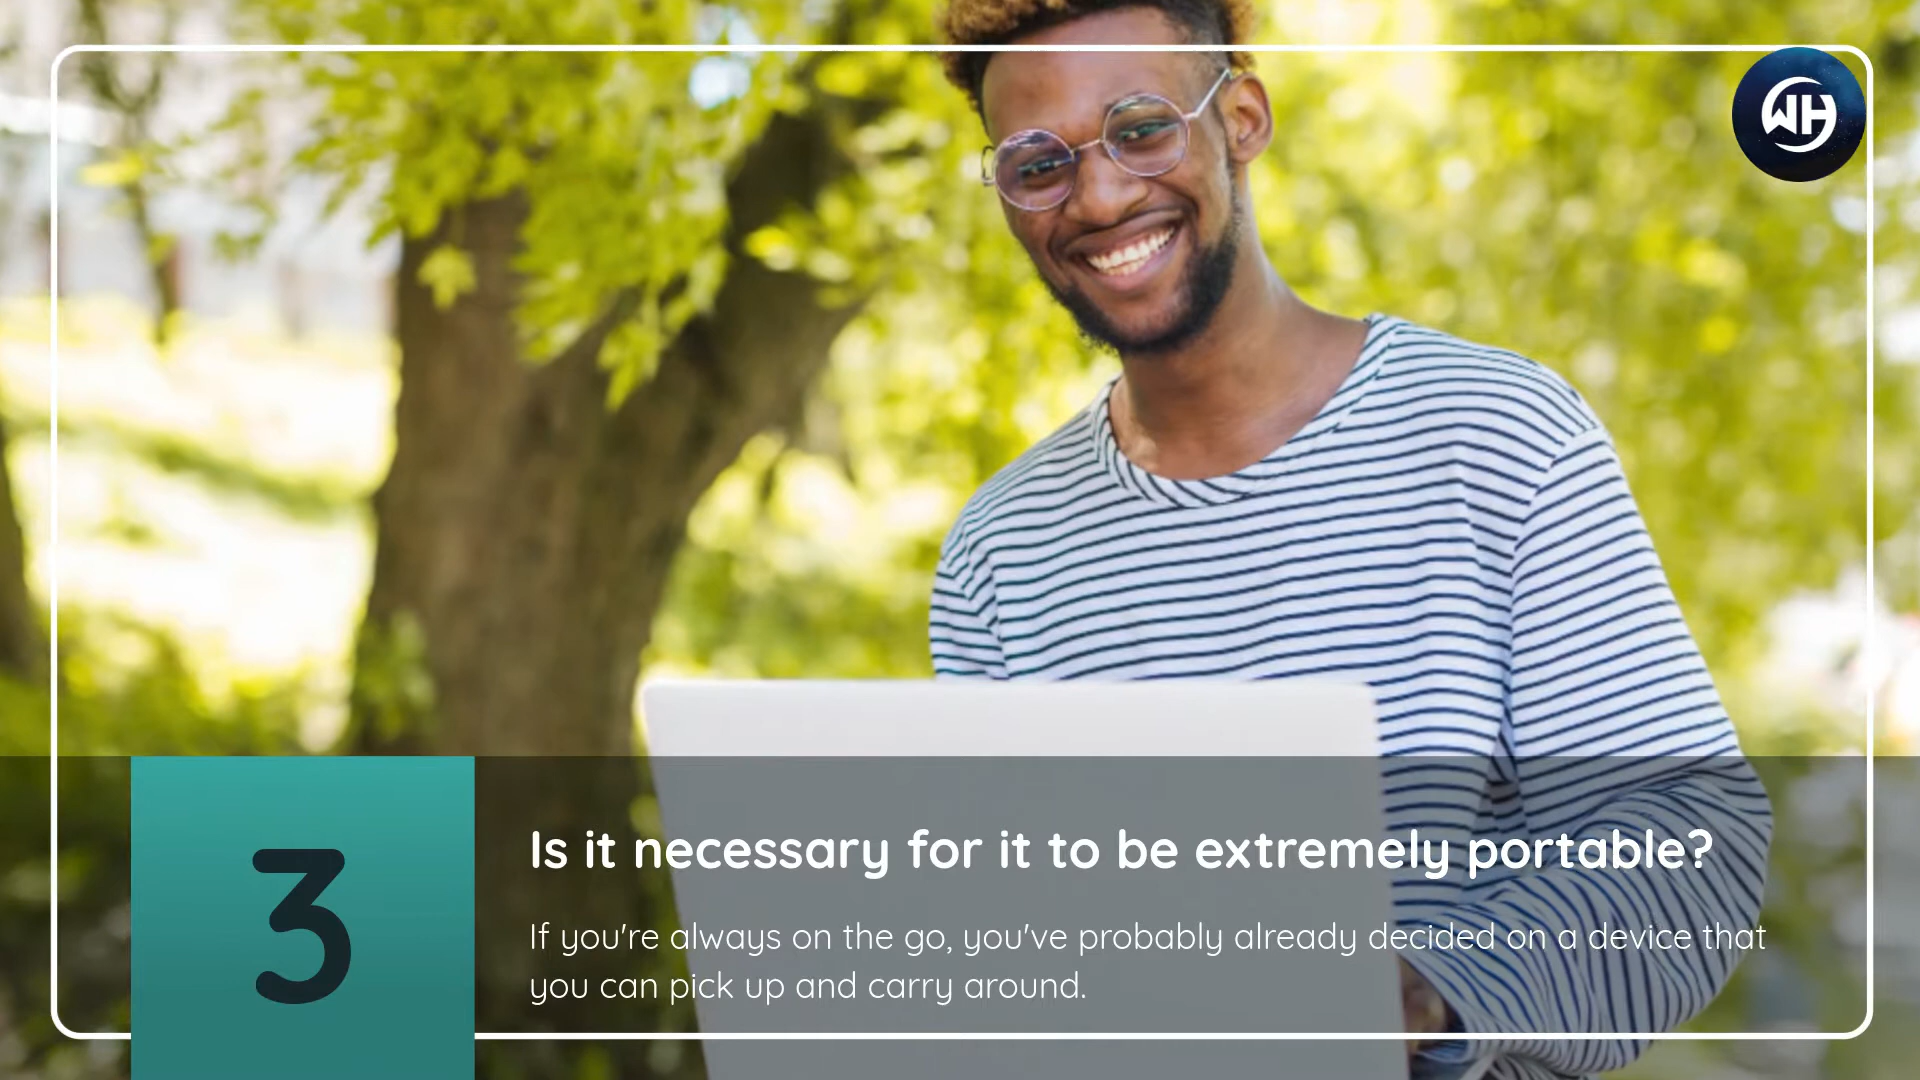 WH
3
Is it necessary for it to be extremely portable?
If you're always on the go, you've probably already decided on a device that
you can pick up and carry around.